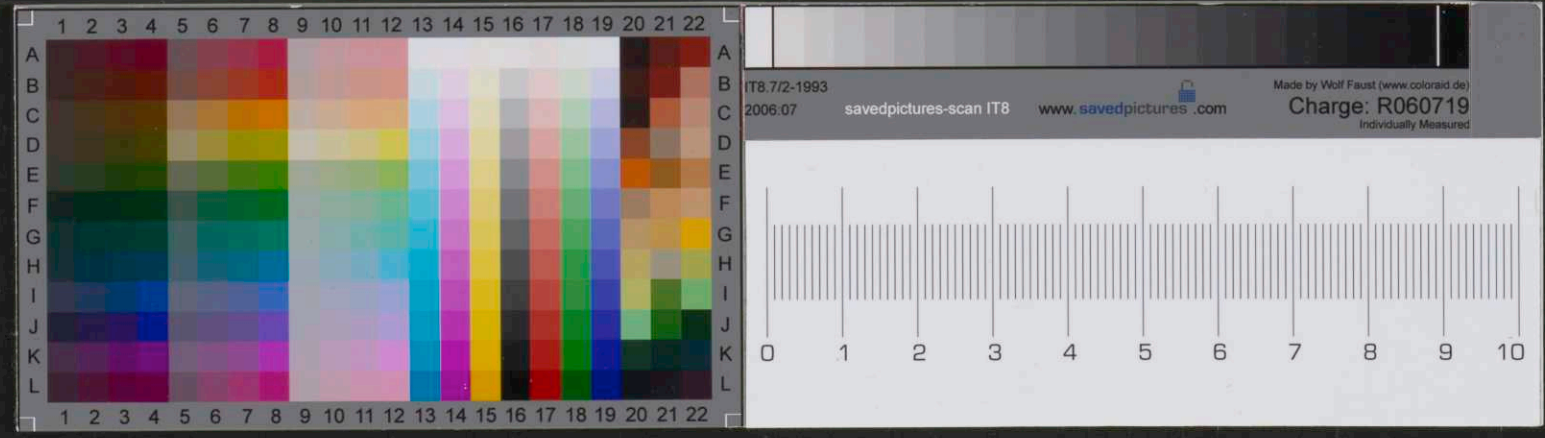 1 2 3 4 5 6 7 8 9 10 11 12 13 14 15 16 17 18 19 20 21 22
A A
B B
C C
D D
E E
F F
G G
H H
I I
J J
K K
L L
1 2 3 4 5 6 7 8 9 10 11 12 13 14 15 16 17 18 19 20 21 22
IT8.7/2-1993
2006:07
savedpictures-scan IT8
www.savedpictures.com
Made by Wolf Faust (www.coloraid.de)
Charge: R060719
Individually Measured
0 1 2 3 4 5 6 7 8 9 10